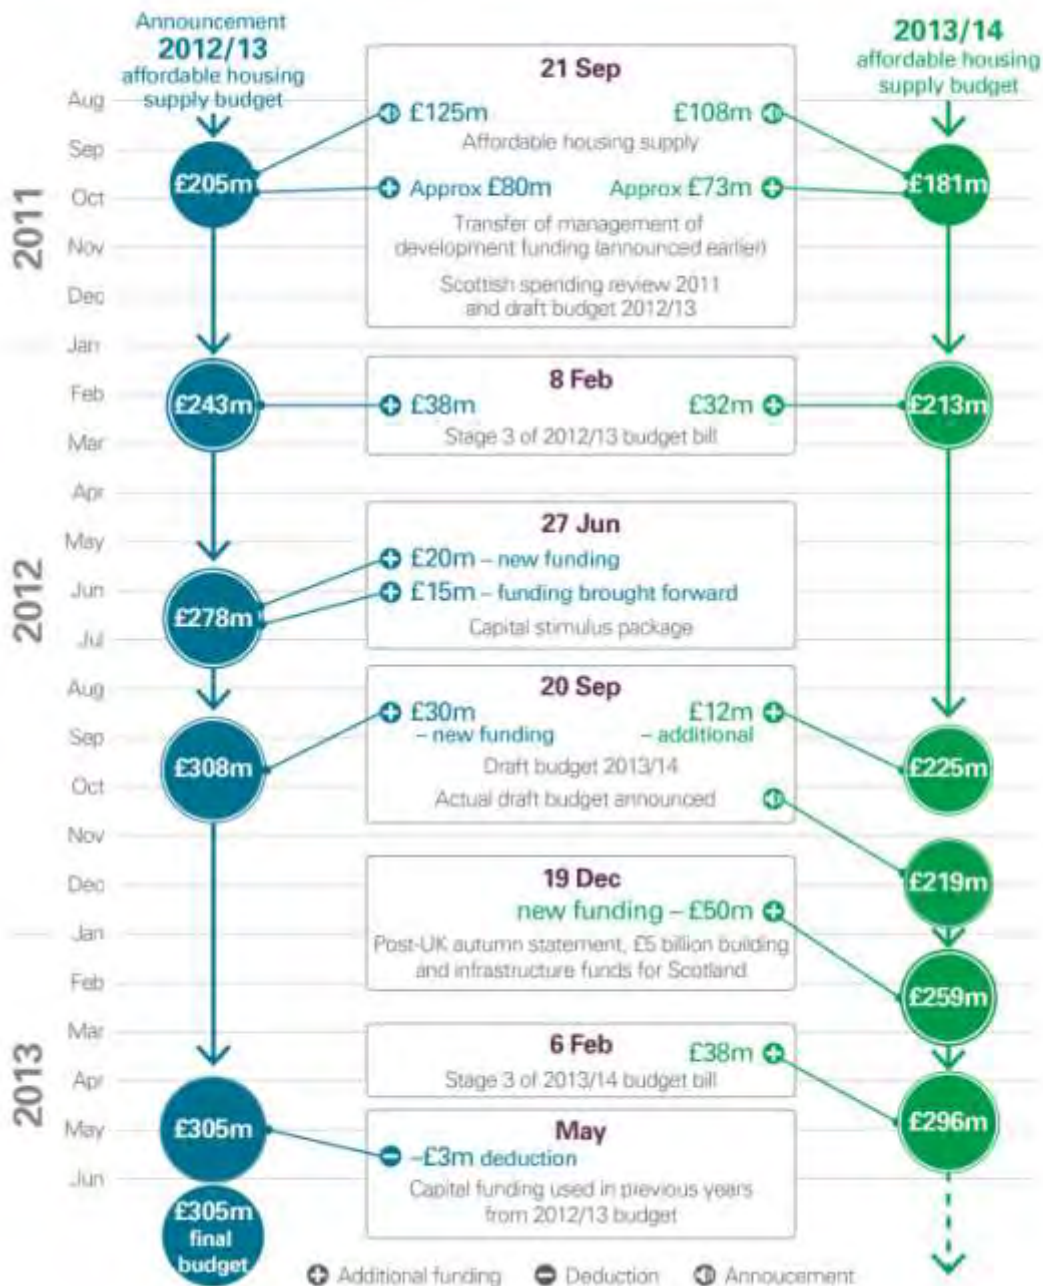 Announcement
2012/13
affordable housing
supply budget
2013/14
affordable housing
supply budget
2011
Aug
Sep
Oct
Nov
Dec
2012
Jan
Feb
Mar
Apr
May
Jun
Jul
Aug
Sep
Oct
Nov
Dec
2013
Jan
Feb
Mar
Apr
May
Jun
21 Sep
£125m £108m
Affordable housing supply
£205m £181m
Approx £80m Approx £73m
Transfer of management of
development funding (announced earlier)
Scottish spending review 2011
and draft budget 2012/13
8 Feb
£243m £38m £32m £213m
Stage 3 of 2012/13 budget bill
27 Jun
£20m – new funding
£15m – funding brought forward
£278m
Capital stimulus package
20 Sep
£30m £12m
– new funding – additional
£308m £225m
Draft budget 2013/14
Actual draft budget announced
£219m
19 Dec
new funding – £50m
Post-UK autumn statement, £5 billion building
and infrastructure funds for Scotland
£259m
6 Feb
£38m
Stage 3 of 2013/14 budget bill
£296m
May
£305m
–£3m deduction
Capital funding used in previous years
from 2012/13 budget
£305m
final
budget
Additional funding Deduction Annoucement